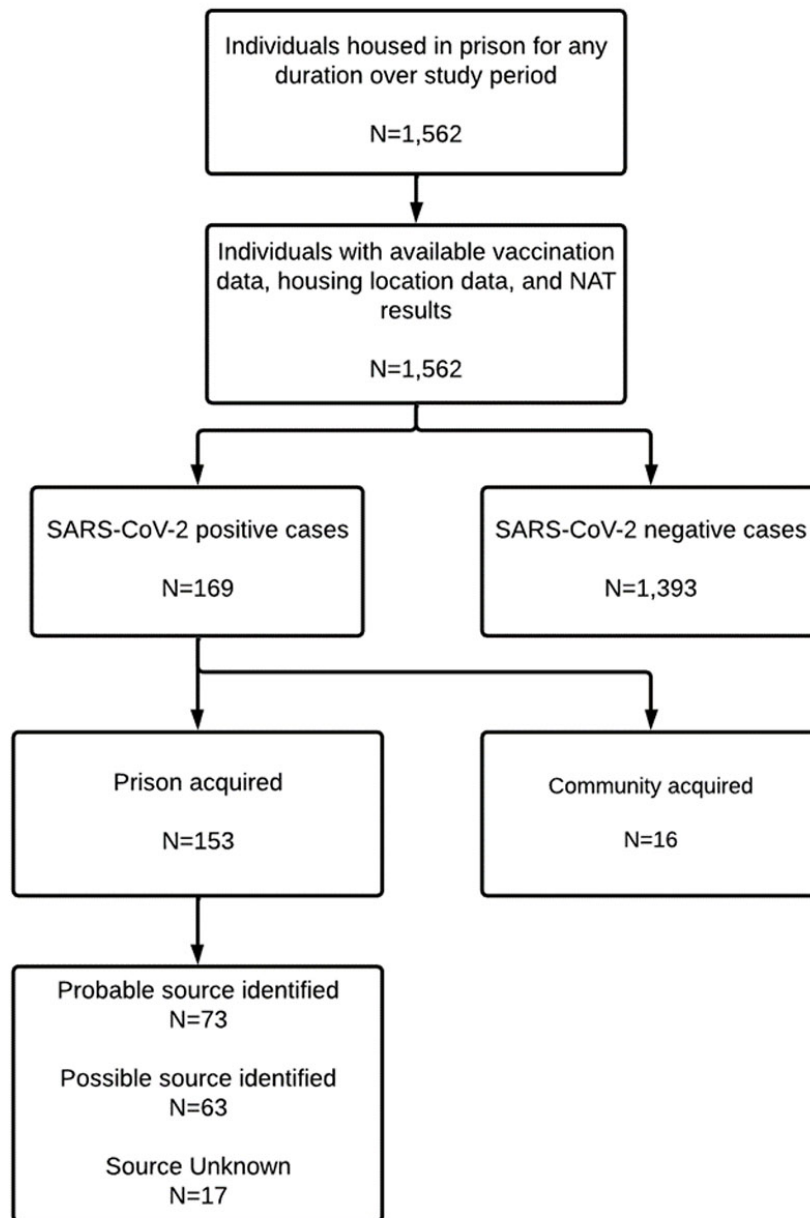 Individuals housed in prison for any
duration over study period
N=1,562
Individuals with available vaccination
data, housing location data, and NAT
results
N=1,562
SARS-CoV-2 positive cases
N=169
SARS-CoV-2 negative cases
N=1,393
Prison acquired
N=153
Community acquired
N=16
Probable source identified
N=73
Possible source identified
N=63
Source Unknown
N=17